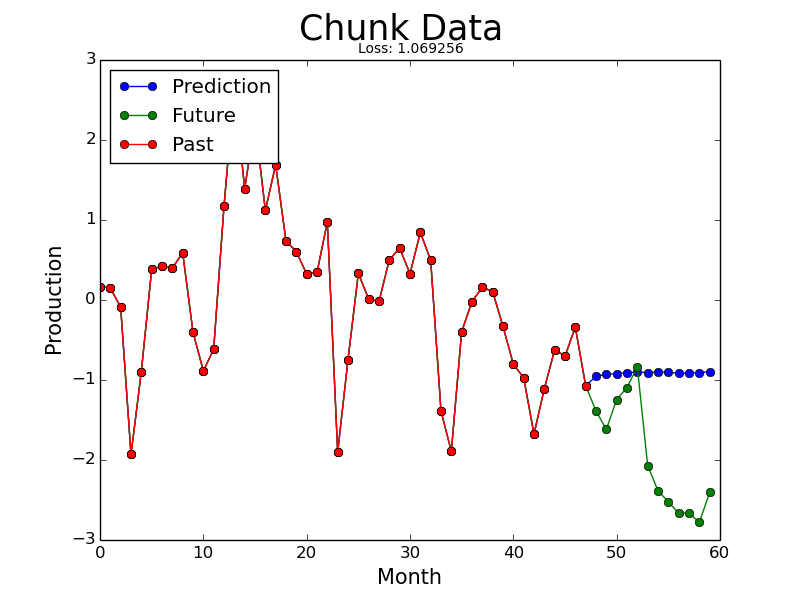 Chunk Data
Loss: 1.069256
Prediction
Future
Past
3
2
1
0
−1
−2
−3
Production
0 10 20 30 40 50 60
Month